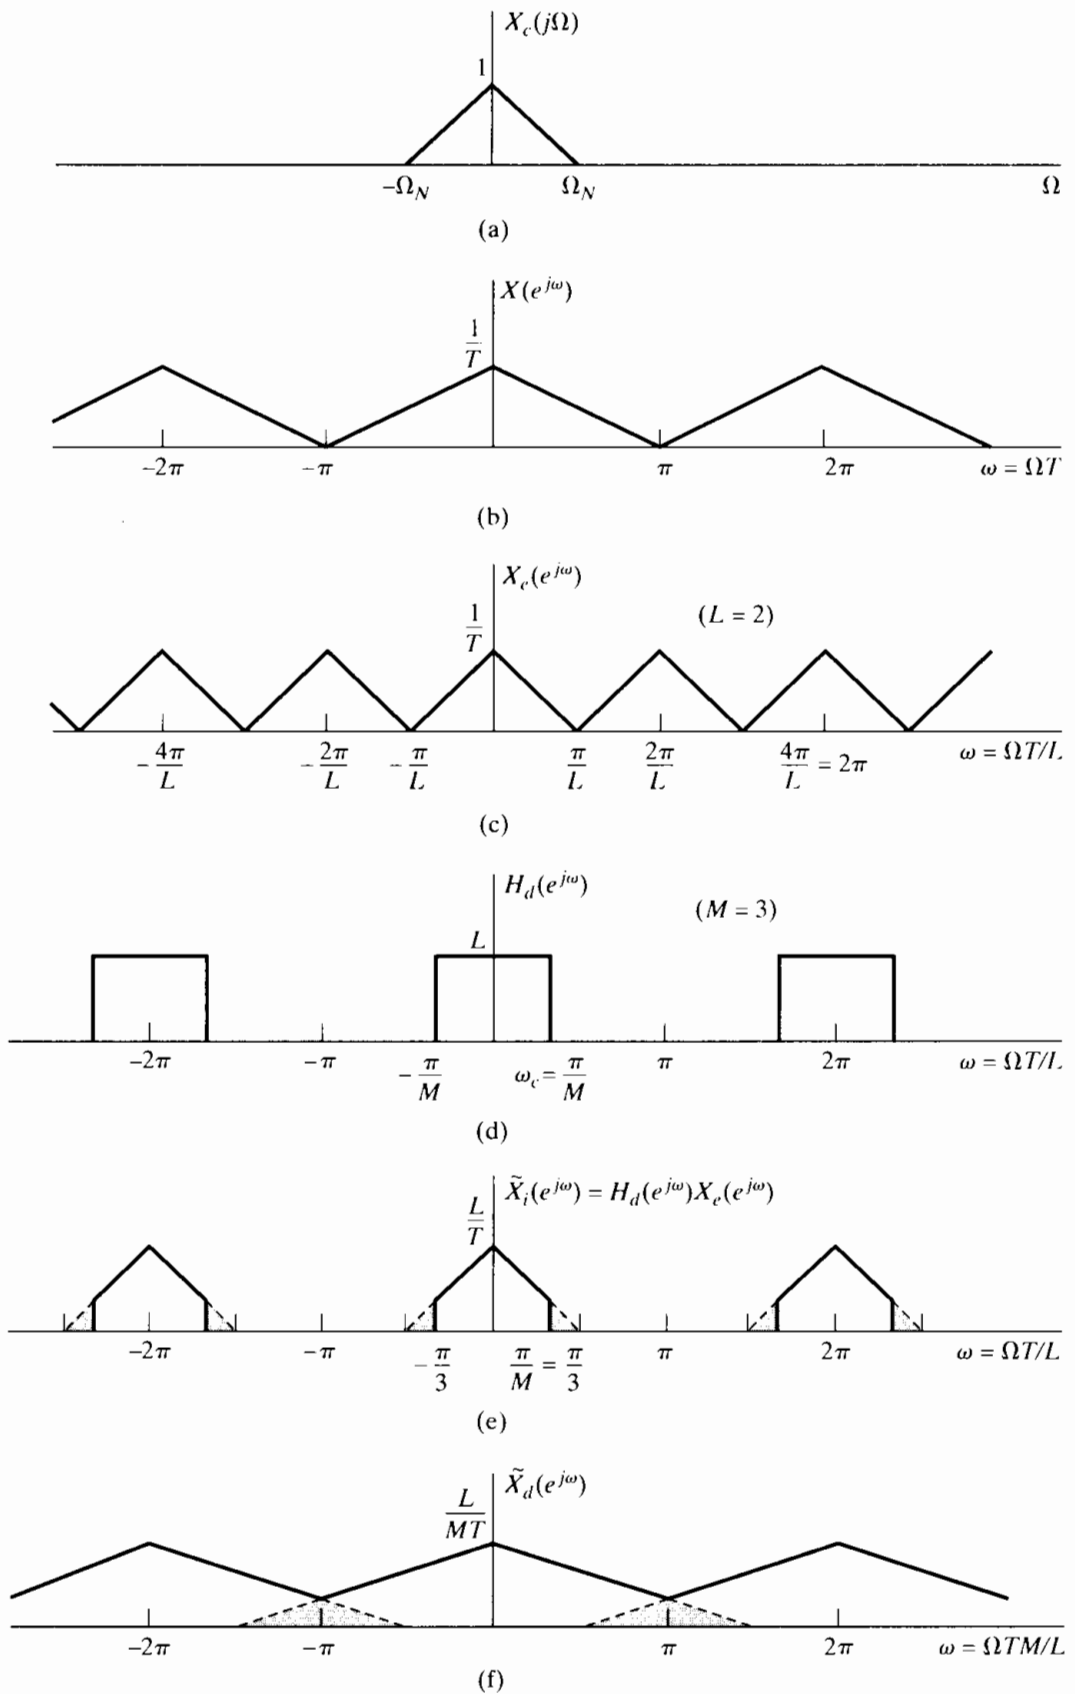 X_c(jΩ)
1
−Ω_N Ω_N Ω
(a)
X(e^{jω})
1/T
−2π −π π 2π ω = ΩT
(b)
X_e(e^{jω})
(L = 2)
1/T
−4π/L −2π/L −π/L π/L 2π/L 4π/L = 2π ω = ΩT/L
(c)
H_d(e^{jω})
(M = 3)
L
−2π −π −π/M ω_c = π/M π 2π ω = ΩT/L
(d)
X̃_i(e^{jω}) = H_d(e^{jω})X_e(e^{jω})
L/T
−2π −π −π/3 π/M = π/3 π 2π ω = ΩT/L
(e)
X̃_d(e^{jω})
L/MT
−2π −π π 2π ω = ΩTM/L
(f)